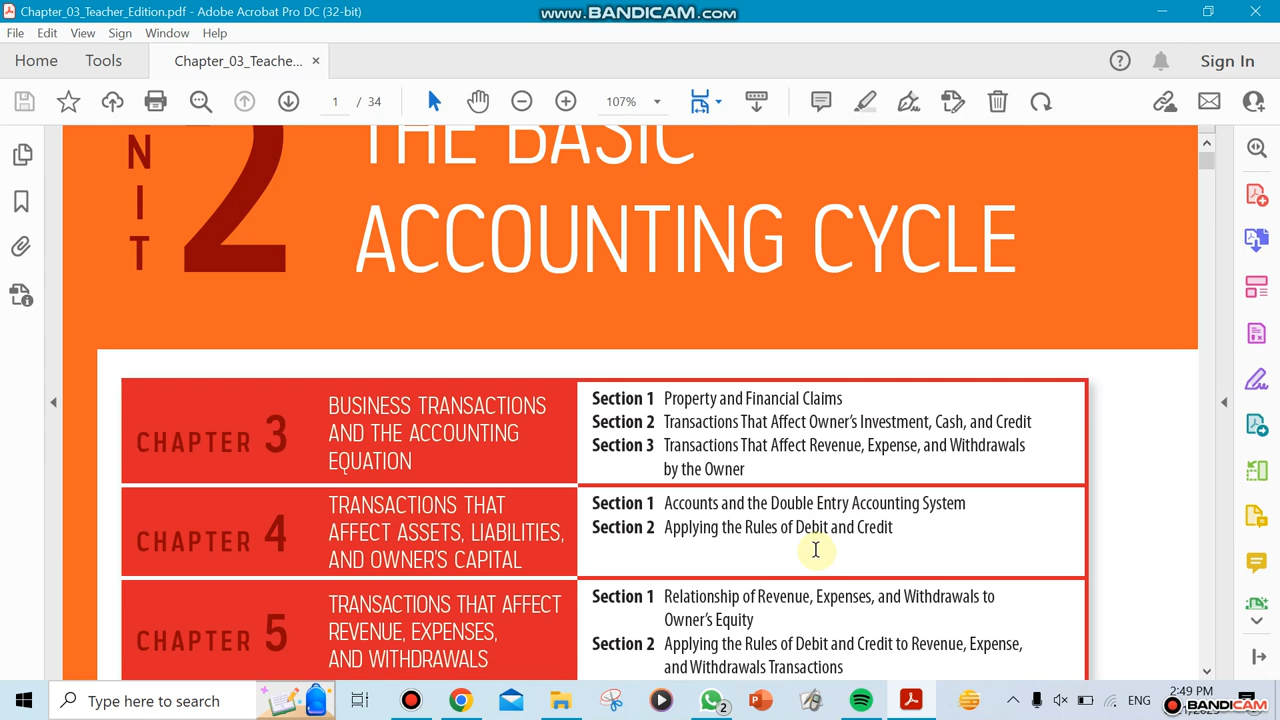 Chapter_03_Teacher_Edition.pdf - Adobe Acrobat Pro DC (32-bit)
www.BANDICAM.com
File Edit View Sign Window Help
Home Tools Chapter_03_Teache... × Sign In
1 / 34 107%
N
I
T
2
THE BASIC
ACCOUNTING CYCLE
CHAPTER 3
BUSINESS TRANSACTIONS
AND THE ACCOUNTING
EQUATION
Section 1 Property and Financial Claims
Section 2 Transactions That Affect Owner's Investment, Cash, and Credit
Section 3 Transactions That Affect Revenue, Expense, and Withdrawals
by the Owner
CHAPTER 4
TRANSACTIONS THAT
AFFECT ASSETS, LIABILITIES,
AND OWNER'S CAPITAL
Section 1 Accounts and the Double Entry Accounting System
Section 2 Applying the Rules of Debit and Credit
CHAPTER 5
TRANSACTIONS THAT AFFECT
REVENUE, EXPENSES,
AND WITHDRAWALS
Section 1 Relationship of Revenue, Expenses, and Withdrawals to
Owner's Equity
Section 2 Applying the Rules of Debit and Credit to Revenue, Expense,
and Withdrawals Transactions
Type here to search
2
ENG
2:49 PM
BANDICAM